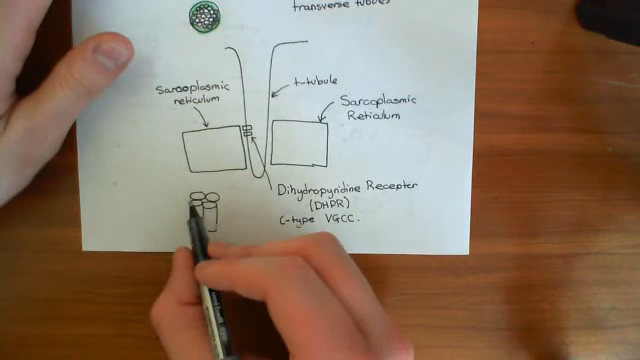 transverse tubules
t-tubule
Sarcoplasmic
reticulum
Sarcoplasmic
Reticulum
Dihydropyridine Receptor
(DHPR)
L-type VGCC.